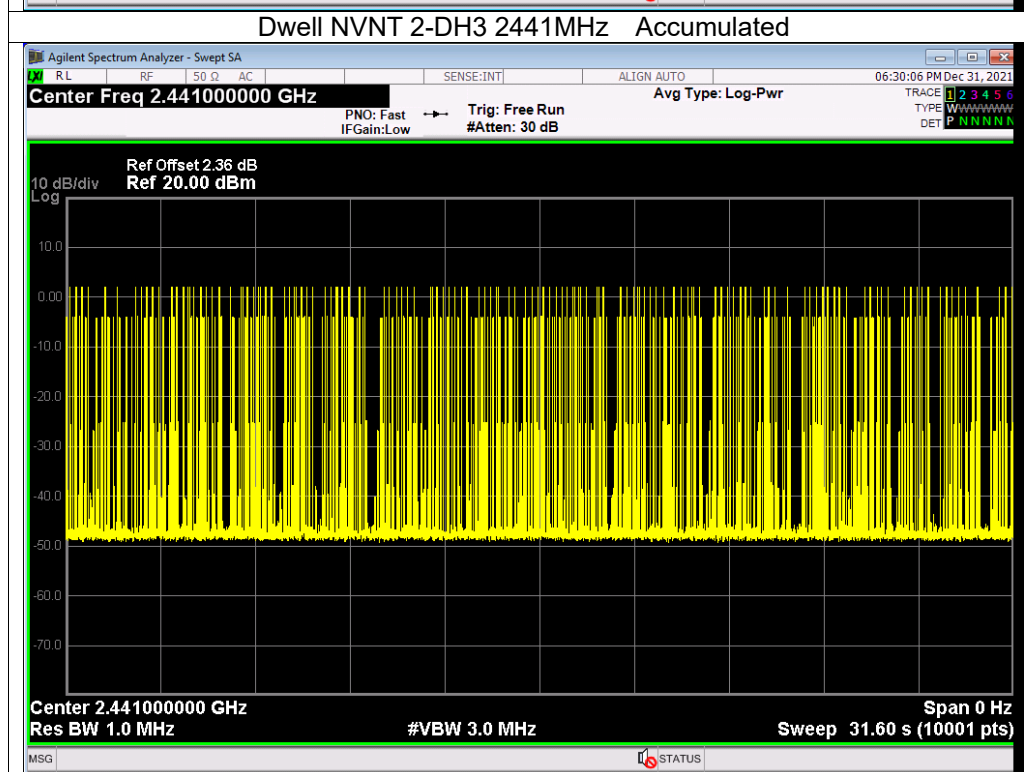 Dwell NVNT 2-DH3 2441MHz Accumulated
Agilent Spectrum Analyzer - Swept SA
LXI RL RF 50 Ω AC SENSE:INT ALIGN AUTO 06:30:06 PM Dec 31, 2021
Center Freq 2.441000000 GHz Avg Type: Log-Pwr TRACE 1 2 3 4 5 6
PNO: Fast Trig: Free Run TYPE WWWWWW
IFGain:Low #Atten: 30 dB DET P N N N N N
Ref Offset 2.36 dB
10 dB/div Ref 20.00 dBm
Log
10.0
0.00
-10.0
-20.0
-30.0
-40.0
-50.0
-60.0
-70.0
Center 2.441000000 GHz Span 0 Hz
Res BW 1.0 MHz #VBW 3.0 MHz Sweep 31.60 s (10001 pts)
MSG STATUS